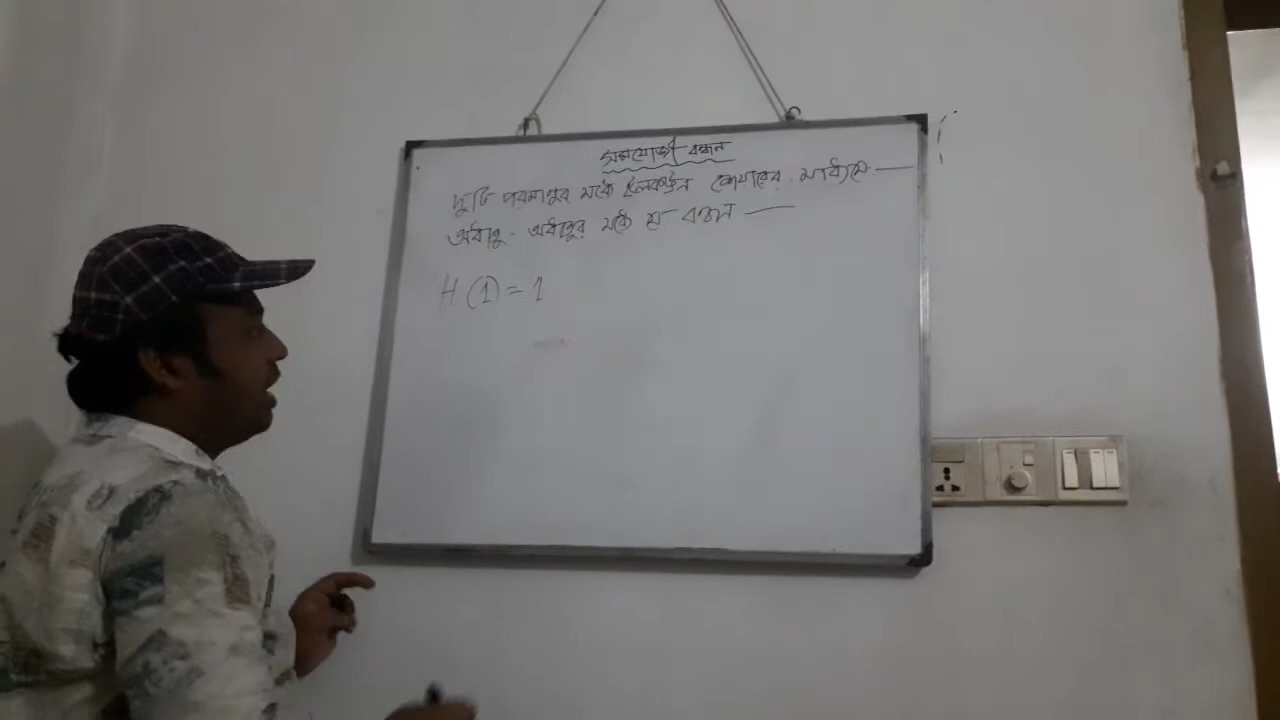 সমযোজী বন্ধন
দুটি পরমাণুর মধ্যে ইলেকট্রন শেয়ারের মাধ্যমে —
অধাতু - অধাতুর মধ্যে যে বন্ধন —
H (1) = 1